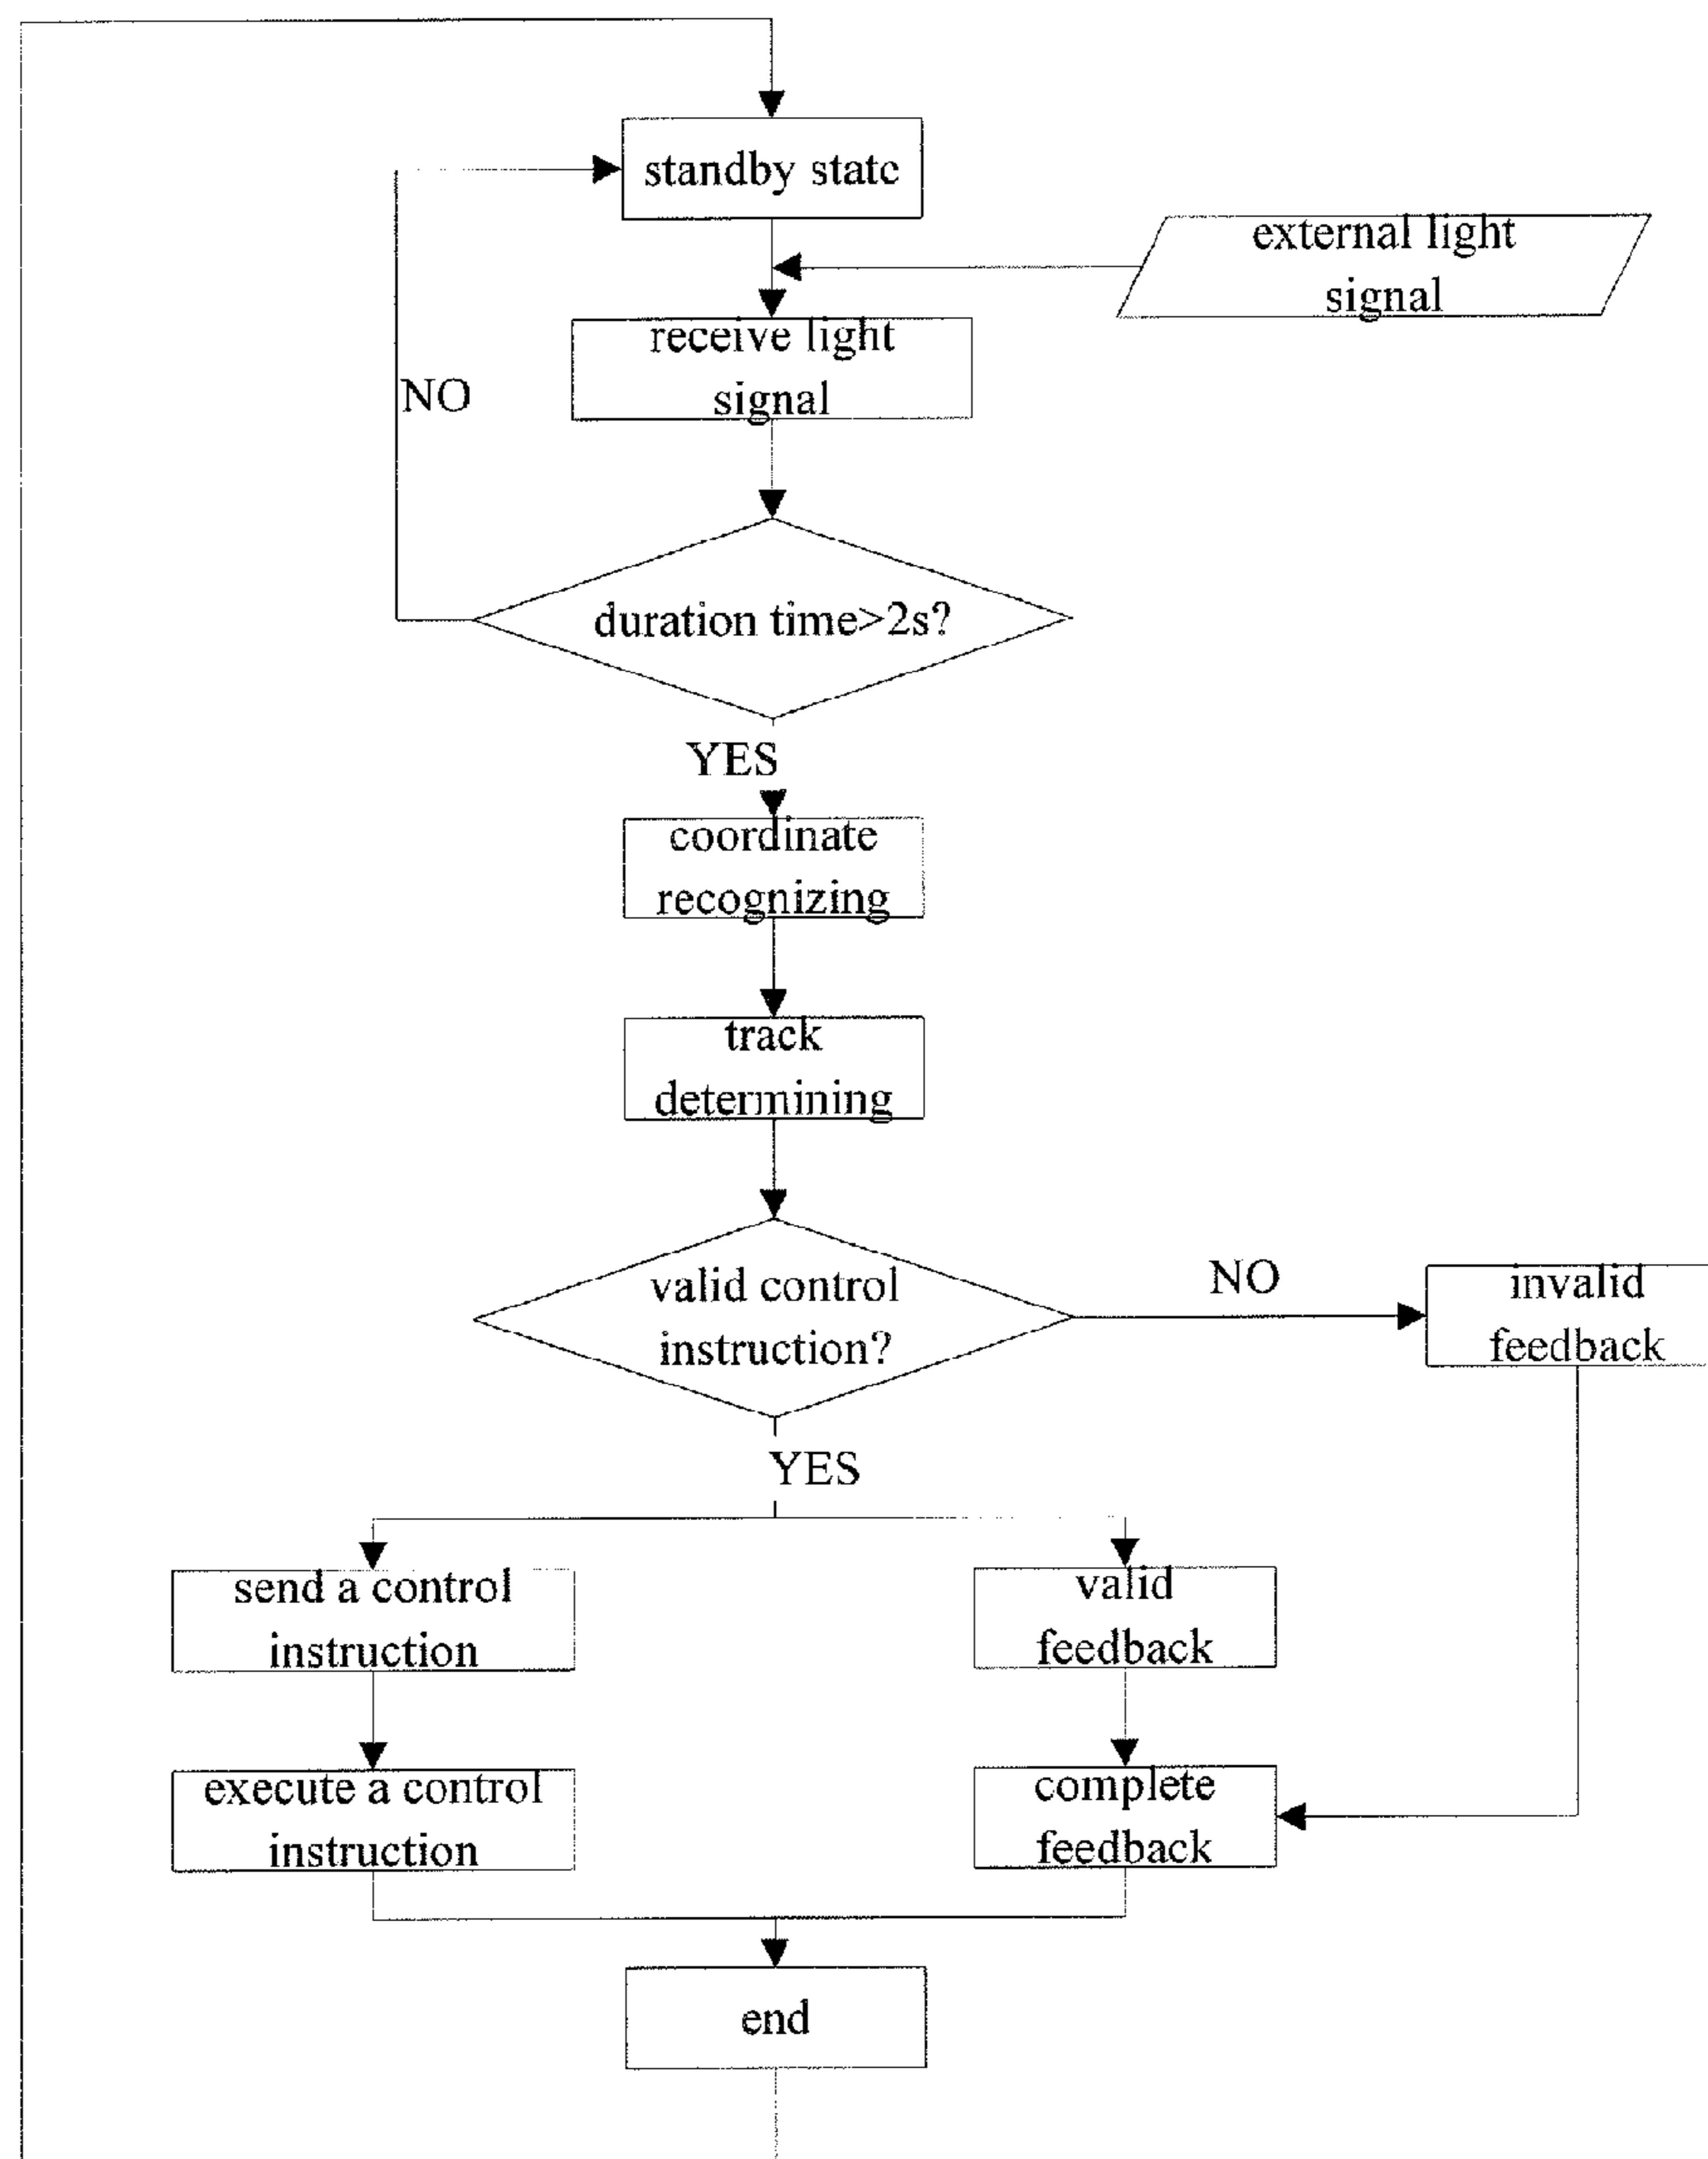 standby state
external light
signal
receive light
signal
NO
duration time>2s?
YES
coordinate
recognizing
track
determining
valid control
instruction?
NO
invalid
feedback
YES
send a control
instruction
valid
feedback
execute a control
instruction
complete
feedback
end